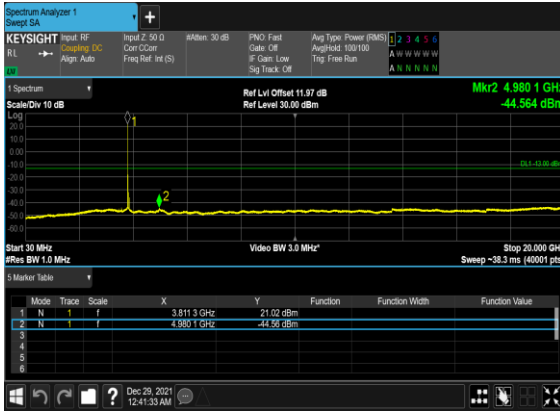 Spectrum Analyzer 1
Swept SA
+
KEYSIGHT Input: RF Input Z: 50 Ω #Atten: 30 dB PNO: Fast Avg Type: Power (RMS) 1 2 3 4 5 6
RL Coupling: DC Corr CCorr Gate: Off Avg|Hold: 100/100 A W W W W W
Align: Auto Freq Ref: Int (S) IF Gain: Low Trig: Free Run
Sig Track: Off A N N N N N
1 Spectrum
Ref Lvl Offset 11.97 dB Mkr2 4.980 1 GHz
Scale/Div 10 dB Ref Level 30.00 dBm -44.564 dBm
Log
20.0
10.0
0.00
-10.0
DL1 -13.00 dBm
-20.0
-30.0
-40.0
-50.0
-60.0
1
2
Start 30 MHz Video BW 3.0 MHz* Stop 20.000 GH
#Res BW 1.0 MHz Sweep ~38.3 ms (40001 pts
5 Marker Table
Mode Trace Scale X Y Function Function Width Function Value
1 N 1 f 3.811 3 GHz 21.02 dBm
2 N 1 f 4.980 1 GHz -44.56 dBm
3
4
5
6
? Dec 29, 2021
12:41:33 AM